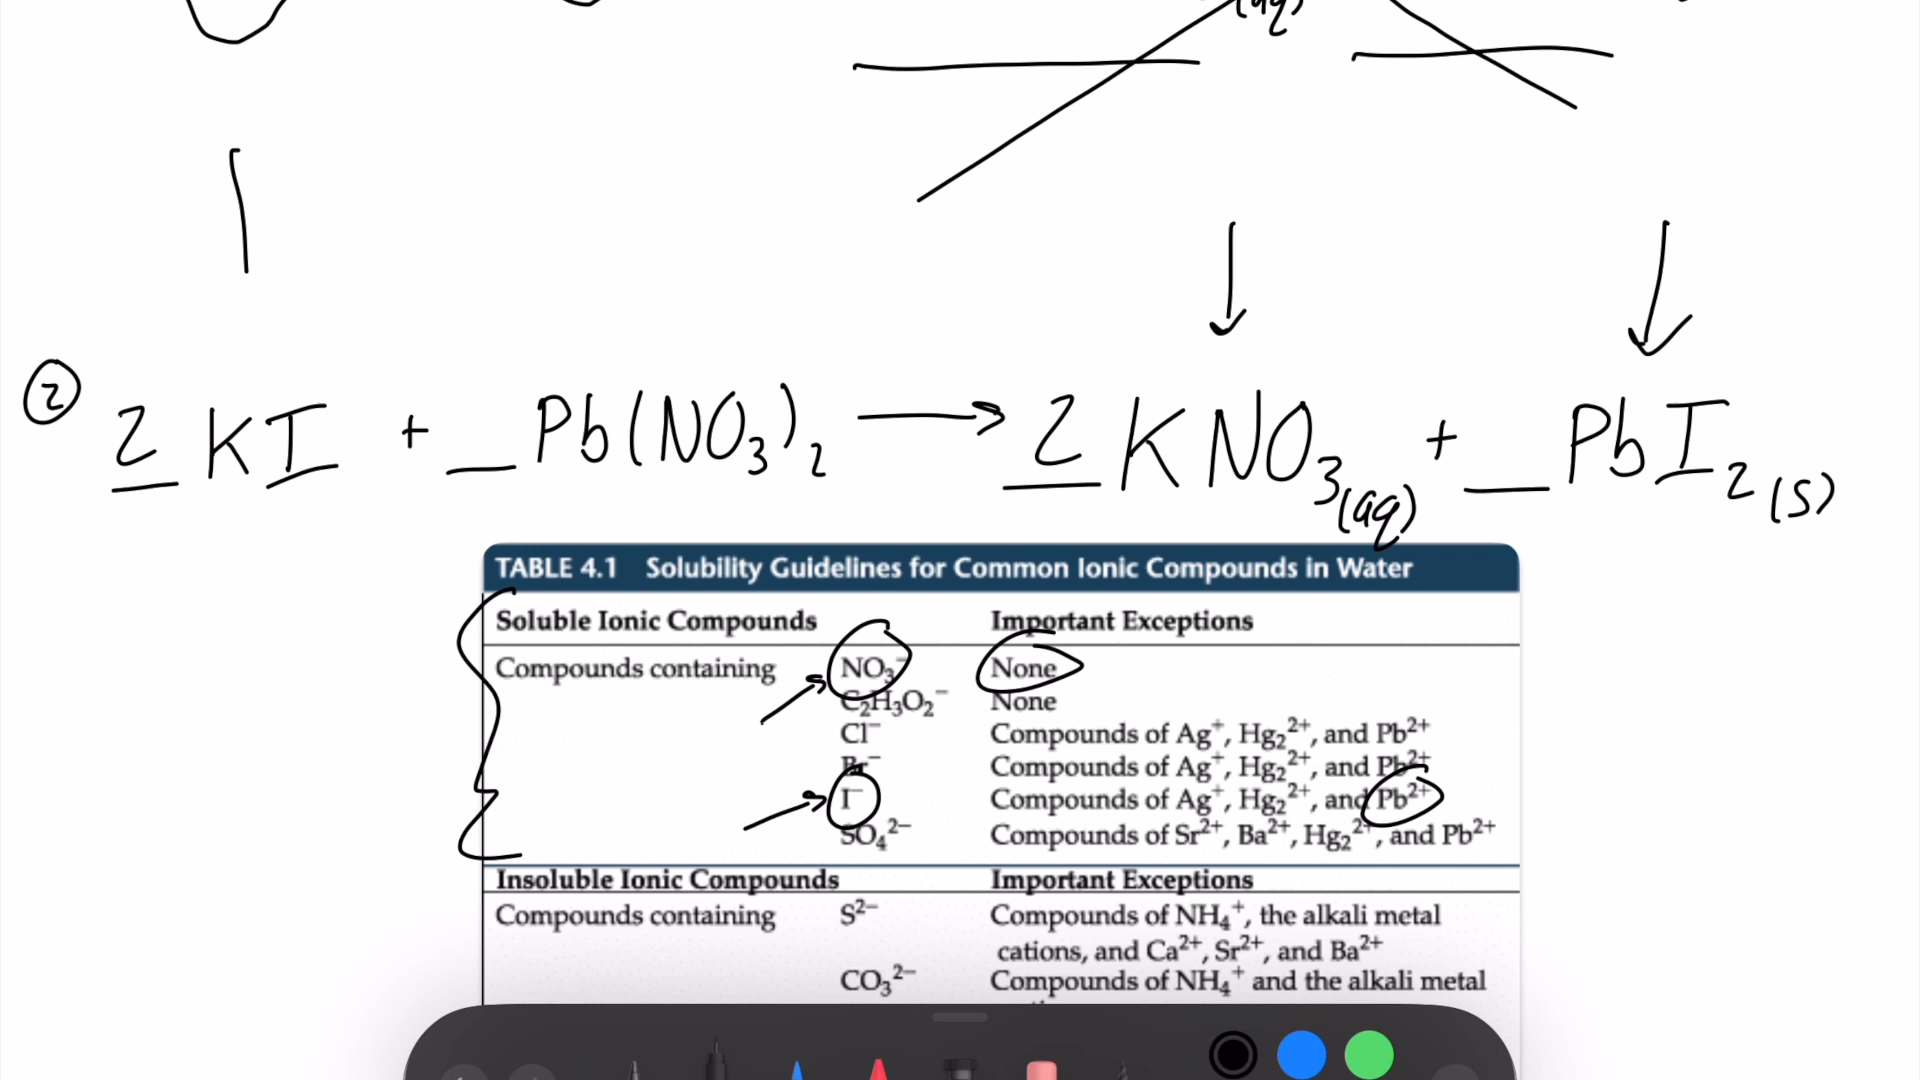 (aq)
② 2 KI + _ Pb(NO₃)₂ → 2 KNO₃(aq) + _ PbI₂(s)
TABLE 4.1 Solubility Guidelines for Common Ionic Compounds in Water
Soluble Ionic Compounds Important Exceptions
Compounds containing NO₃⁻ None
C₂H₃O₂⁻ None
Cl⁻ Compounds of Ag⁺, Hg₂²⁺, and Pb²⁺
Br⁻ Compounds of Ag⁺, Hg₂²⁺, and Pb²⁺
I⁻ Compounds of Ag⁺, Hg₂²⁺, and Pb²⁺
SO₄²⁻ Compounds of Sr²⁺, Ba²⁺, Hg₂²⁺, and Pb²⁺
Insoluble Ionic Compounds Important Exceptions
Compounds containing S²⁻ Compounds of NH₄⁺, the alkali metal
cations, and Ca²⁺, Sr²⁺, and Ba²⁺
CO₃²⁻ Compounds of NH₄⁺ and the alkali metal